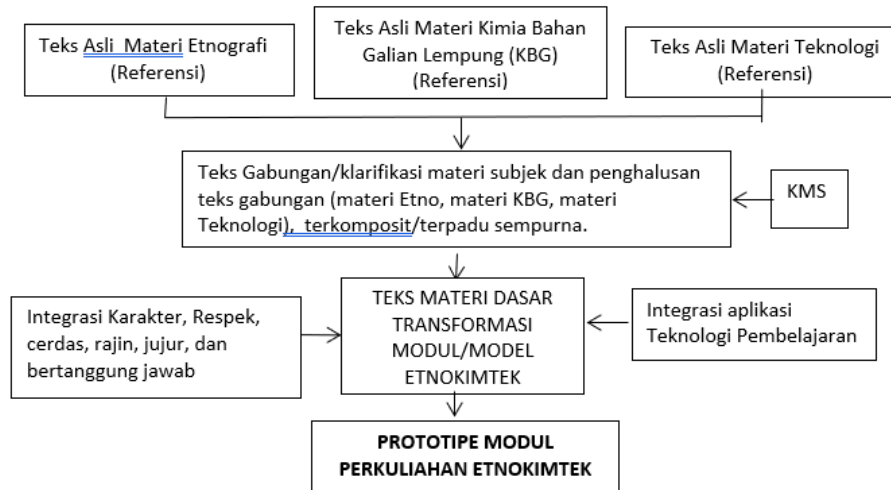 Teks Asli Materi Etnografi
(Referensi)
Teks Asli Materi Kimia Bahan
Galian Lempung (KBG)
(Referensi)
Teks Asli Materi Teknologi
(Referensi)
Teks Gabungan/klarifikasi materi subjek dan penghalusan
teks gabungan (materi Etno, materi KBG, materi
Teknologi), terkomposit/terpadu sempurna.
KMS
Integrasi Karakter, Respek,
cerdas, rajin, jujur, dan
bertanggung jawab
TEKS MATERI DASAR
TRANSFORMASI
MODUL/MODEL
ETNOKIMTEK
Integrasi aplikasi
Teknologi Pembelajaran
PROTOTIPE MODUL
PERKULIAHAN ETNOKIMTEK